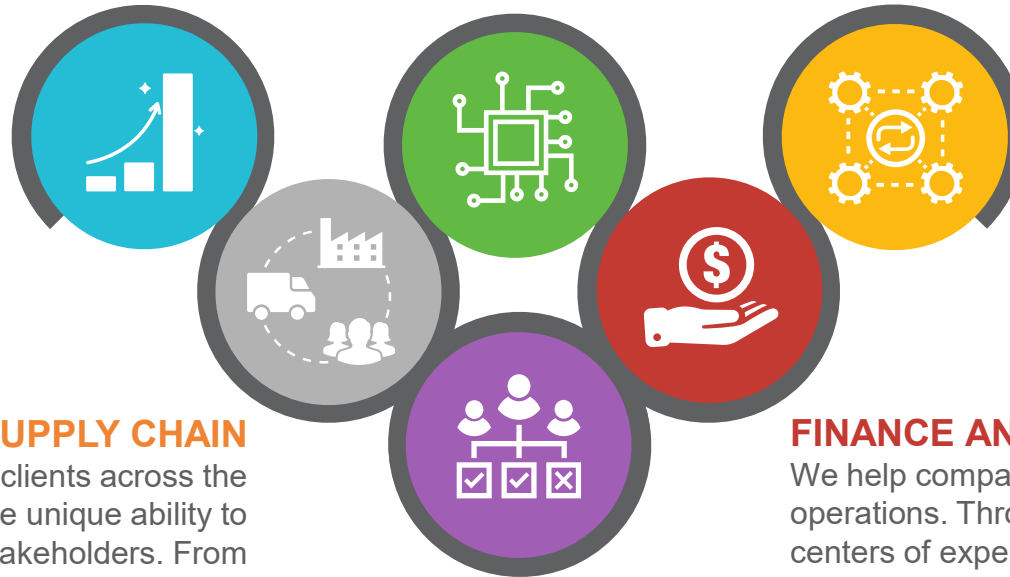 UPPLY CHAIN
clients across the
e unique ability to
akeholders. From
FINANCE AN
We help compa
operations. Thro
centers of expe
$